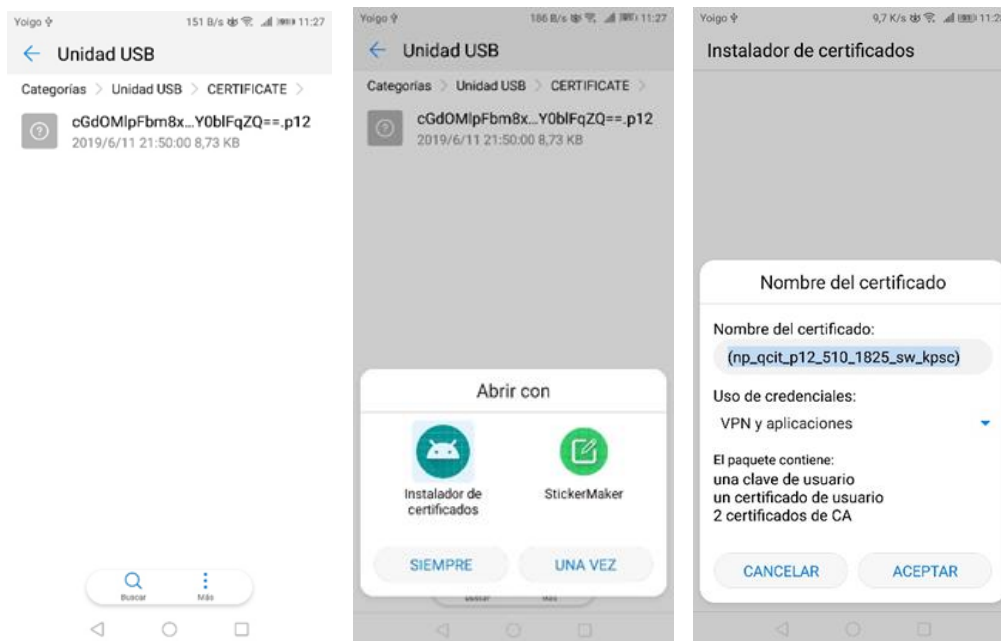 Yoigo 151 B/s 11:27
Unidad USB
Categorías > Unidad USB > CERTIFICATE >
cGdOMlpFbm8x...Y0blFqZQ==.p12
2019/6/11 21:50:00 8,73 KB
Buscar
Más
Yoigo 186 B/s 11:27
Unidad USB
Categorías > Unidad USB > CERTIFICATE >
cGdOMlpFbm8x...Y0blFqZQ==.p12
2019/6/11 21:50:00 8,73 KB
Abrir con
Instalador de
certificados
StickerMaker
SIEMPRE
UNA VEZ
Buscar
Más
Yoigo 9,7 K/s
Instalador de certificados
Nombre del certificado
Nombre del certificado:
(np_qcit_p12_510_1825_sw_kpsc)
Uso de credenciales:
VPN y aplicaciones
El paquete contiene:
una clave de usuario
un certificado de usuario
2 certificados de CA
CANCELAR
ACEPTAR